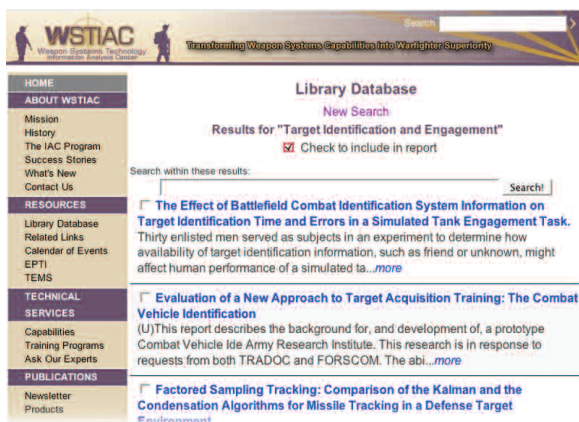 Search
WSTIAC
Weapon Systems Technology
Information Analysis Center
Transforming Weapon Systems Capabilities Into Warfighter Superiority
HOME
ABOUT WSTIAC
Mission
History
The IAC Program
Success Stories
What's New
Contact Us
RESOURCES
Library Database
Related Links
Calendar of Events
EPTI
TEMS
TECHNICAL
SERVICES
Capabilities
Training Programs
Ask Our Experts
PUBLICATIONS
Newsletter
Products
Library Database
New Search
Results for "Target Identification and Engagement"
Check to include in report
Search within these results:
Search!
The Effect of Battlefield Combat Identification System Information on
Target Identification Time and Errors in a Simulated Tank Engagement Task.
Thirty enlisted men served as subjects in an experiment to determine how
availability of target identification information, such as friend or unknown, might
affect human performance of a simulated ta...more
Evaluation of a New Approach to Target Acquisition Training: The Combat
Vehicle Identification
(U)This report describes the background for, and development of, a prototype
Combat Vehicle Ide Army Research Institute. This research is in response to
requests from both TRADOC and FORSCOM. The abi...more
Factored Sampling Tracking: Comparison of the Kalman and the
Condensation Algorithms for Missile Tracking in a Defense Target
Environment